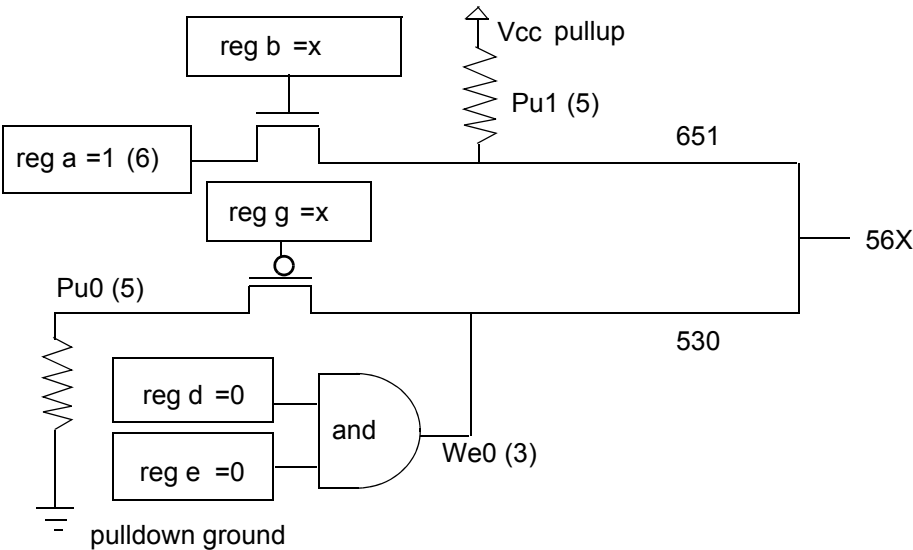 reg b =x
Vcc pullup
Pu1 (5)
651
reg a =1 (6)
reg g =x
56X
Pu0 (5)
530
reg d =0
and
We0 (3)
reg e =0
pulldown ground